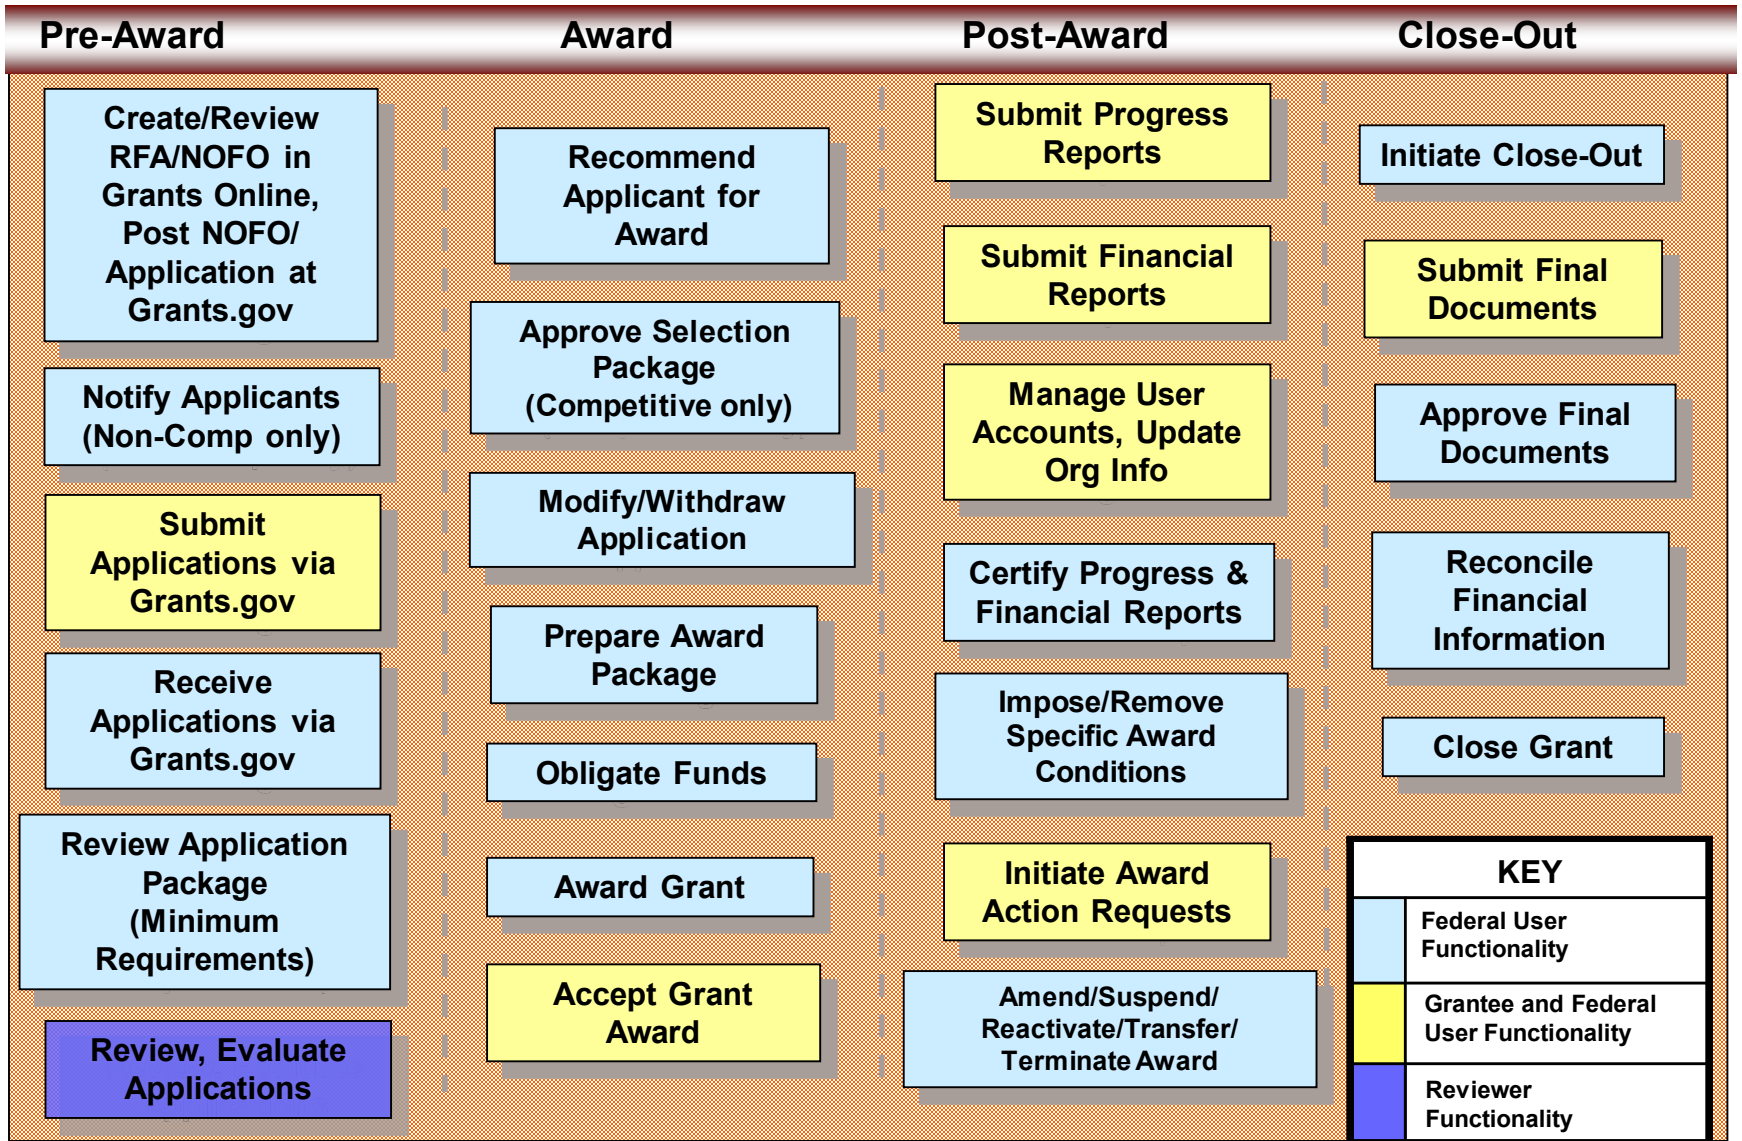 Pre-Award
Award
Post-Award
Close-Out
Create/Review
RFA/NOFO in
Grants Online,
Post NOFO/
Application at
Grants.gov
Notify Applicants
(Non-Comp only)
Submit
Applications via
Grants.gov
Receive
Applications via
Grants.gov
Review Application
Package
(Minimum
Requirements)
Review, Evaluate
Applications
Recommend
Applicant for
Award
Approve Selection
Package
(Competitive only)
Modify/Withdraw
Application
Prepare Award
Package
Obligate Funds
Award Grant
Accept Grant
Award
Submit Progress
Reports
Submit Financial
Reports
Manage User
Accounts, Update
Org Info
Certify Progress &
Financial Reports
Impose/Remove
Specific Award
Conditions
Initiate Award
Action Requests
Amend/Suspend/
Reactivate/Transfer/
Terminate Award
Initiate Close-Out
Submit Final
Documents
Approve Final
Documents
Reconcile
Financial
Information
Close Grant
KEY
Federal User
Functionality
Grantee and Federal
User Functionality
Reviewer
Functionality